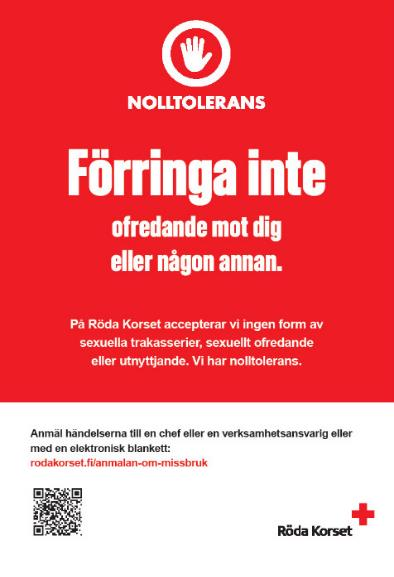 NOLLTOLERANS
Förringa inte
ofredande mot dig
eller någon annan.
På Röda Korset accepterar vi ingen form av
sexuella trakasserier, sexuellt ofredande
eller utnyttjande. Vi har nolltolerans.
Anmäl händelserna till en chef eller en verksamhetsansvarig eller
med en elektronisk blankett:
rodakorset.fi/anmalan-om-missbruk
Röda Korset